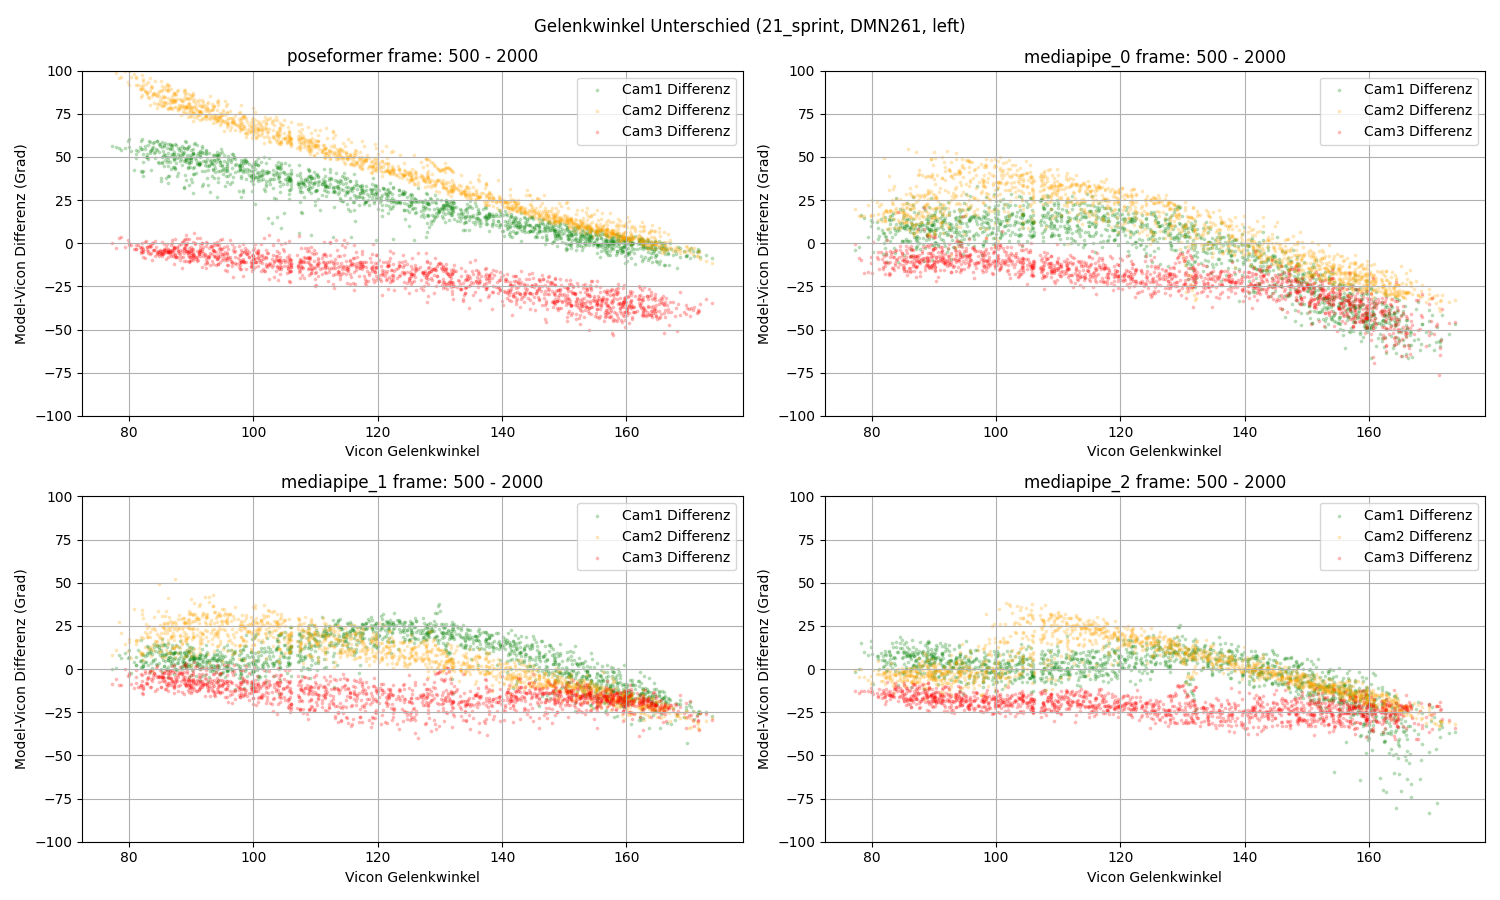 Gelenkwinkel Unterschied (21_sprint, DMN261, left)
poseformer frame: 500 - 2000
100
75
50
25
0
−25
−50
−75
−100
80
100
120
140
160
Model-Vicon Differenz (Grad)
Vicon Gelenkwinkel
Cam1 Differenz
Cam2 Differenz
Cam3 Differenz
mediapipe_0 frame: 500 - 2000
100
75
50
25
0
−25
−50
−75
−100
80
100
120
140
160
Model-Vicon Differenz (Grad)
Vicon Gelenkwinkel
Cam1 Differenz
Cam2 Differenz
Cam3 Differenz
mediapipe_1 frame: 500 - 2000
100
75
50
25
0
−25
−50
−75
−100
80
100
120
140
160
Model-Vicon Differenz (Grad)
Vicon Gelenkwinkel
Cam1 Differenz
Cam2 Differenz
Cam3 Differenz
mediapipe_2 frame: 500 - 2000
100
75
50
25
0
−25
−50
−75
−100
80
100
120
140
160
Model-Vicon Differenz (Grad)
Vicon Gelenkwinkel
Cam1 Differenz
Cam2 Differenz
Cam3 Differenz